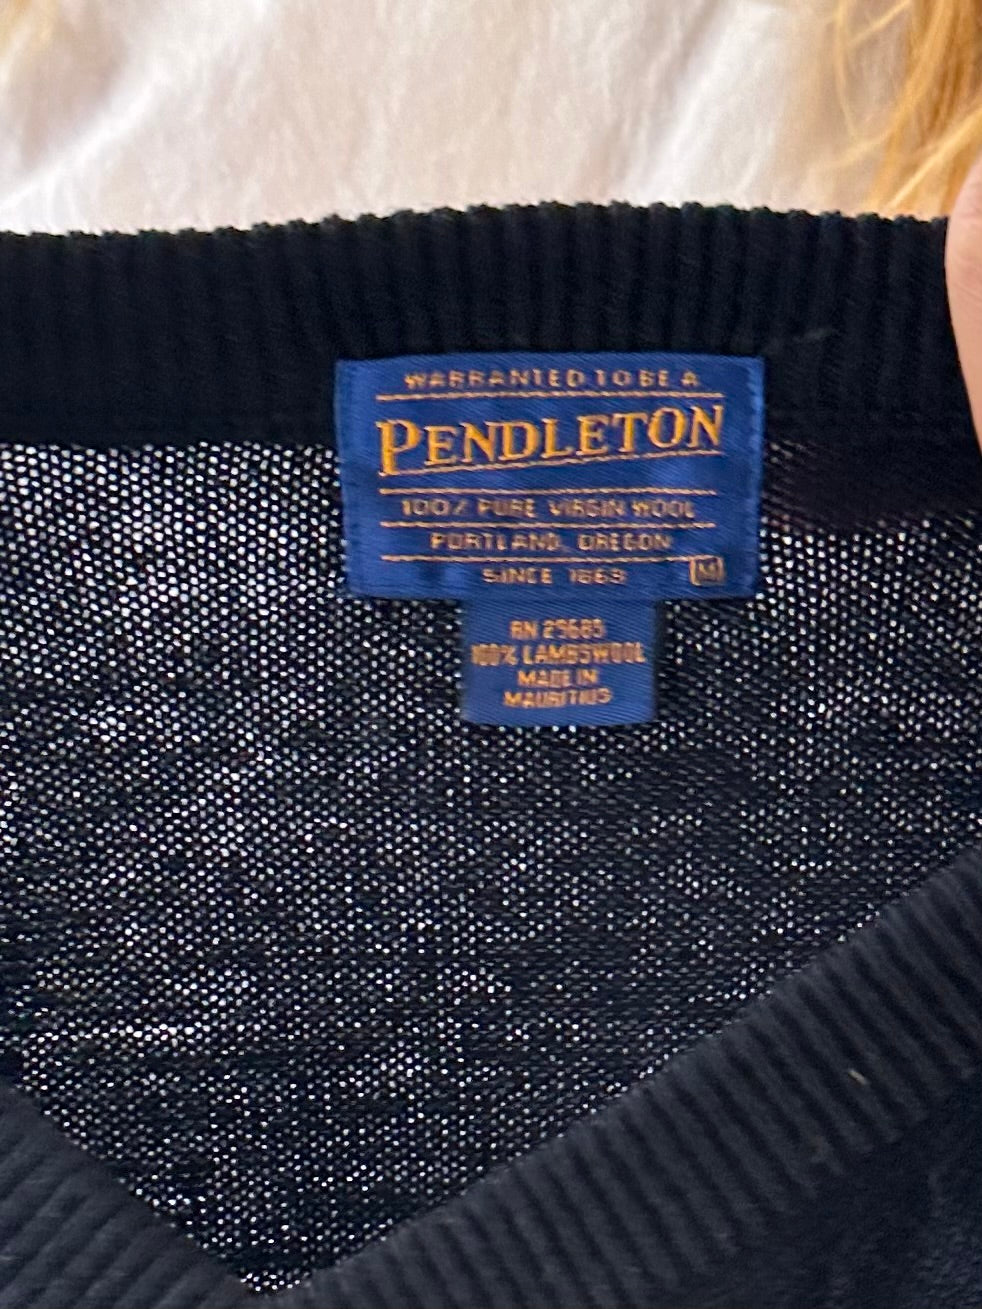 WARRANTED TO BE A
PENDLETON
100% PURE VIRGIN WOOL
PORTLAND, OREGON
SINCE 1863 M
RN 29685
100% LAMBSWOOL
MADE IN
MAURITIUS